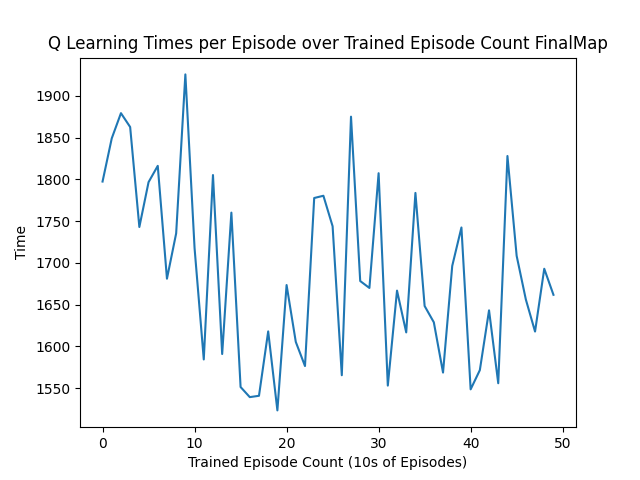 Q Learning Times per Episode over Trained Episode Count FinalMap
1900
1850
1800
1750
1700
1650
1600
1550
Time
0 10 20 30 40 50
Trained Episode Count (10s of Episodes)